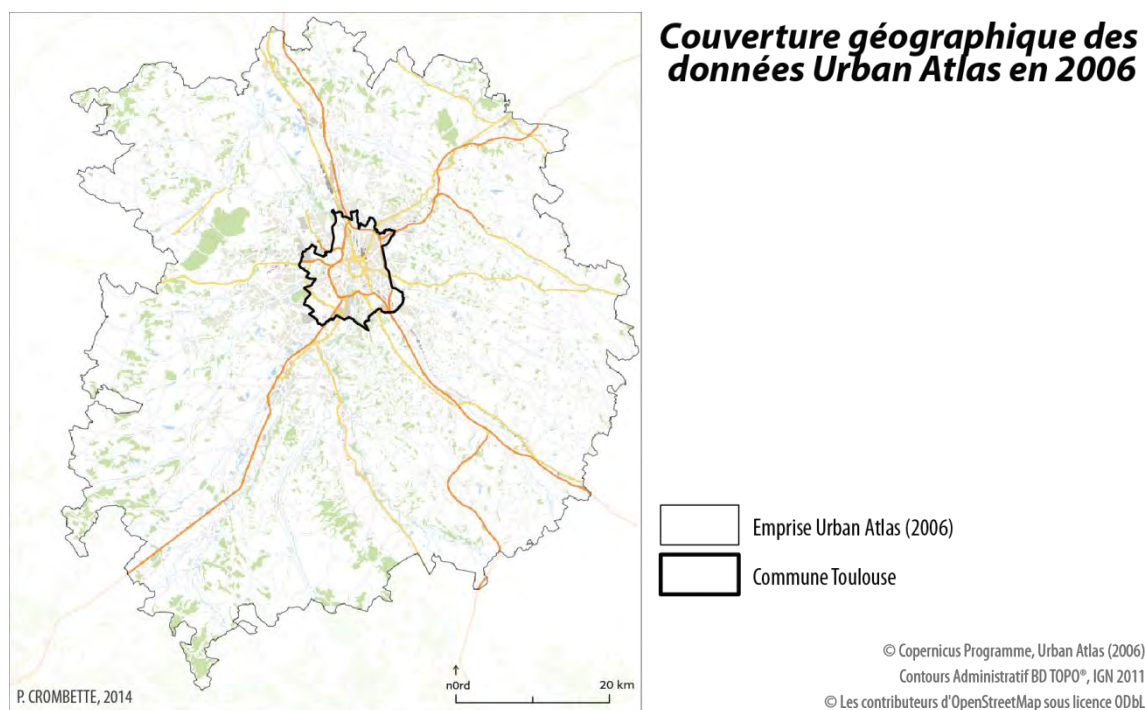 Couverture géographique des
données Urban Atlas en 2006
Emprise Urban Atlas (2006)
Commune Toulouse
© Copernicus Programme, Urban Atlas (2006)
Contours Administratif BD TOPO®, IGN 2011
© Les contributeurs d'OpenStreetMap sous licence ODbL
P. CROMBETTE, 2014
n0rd
20 km